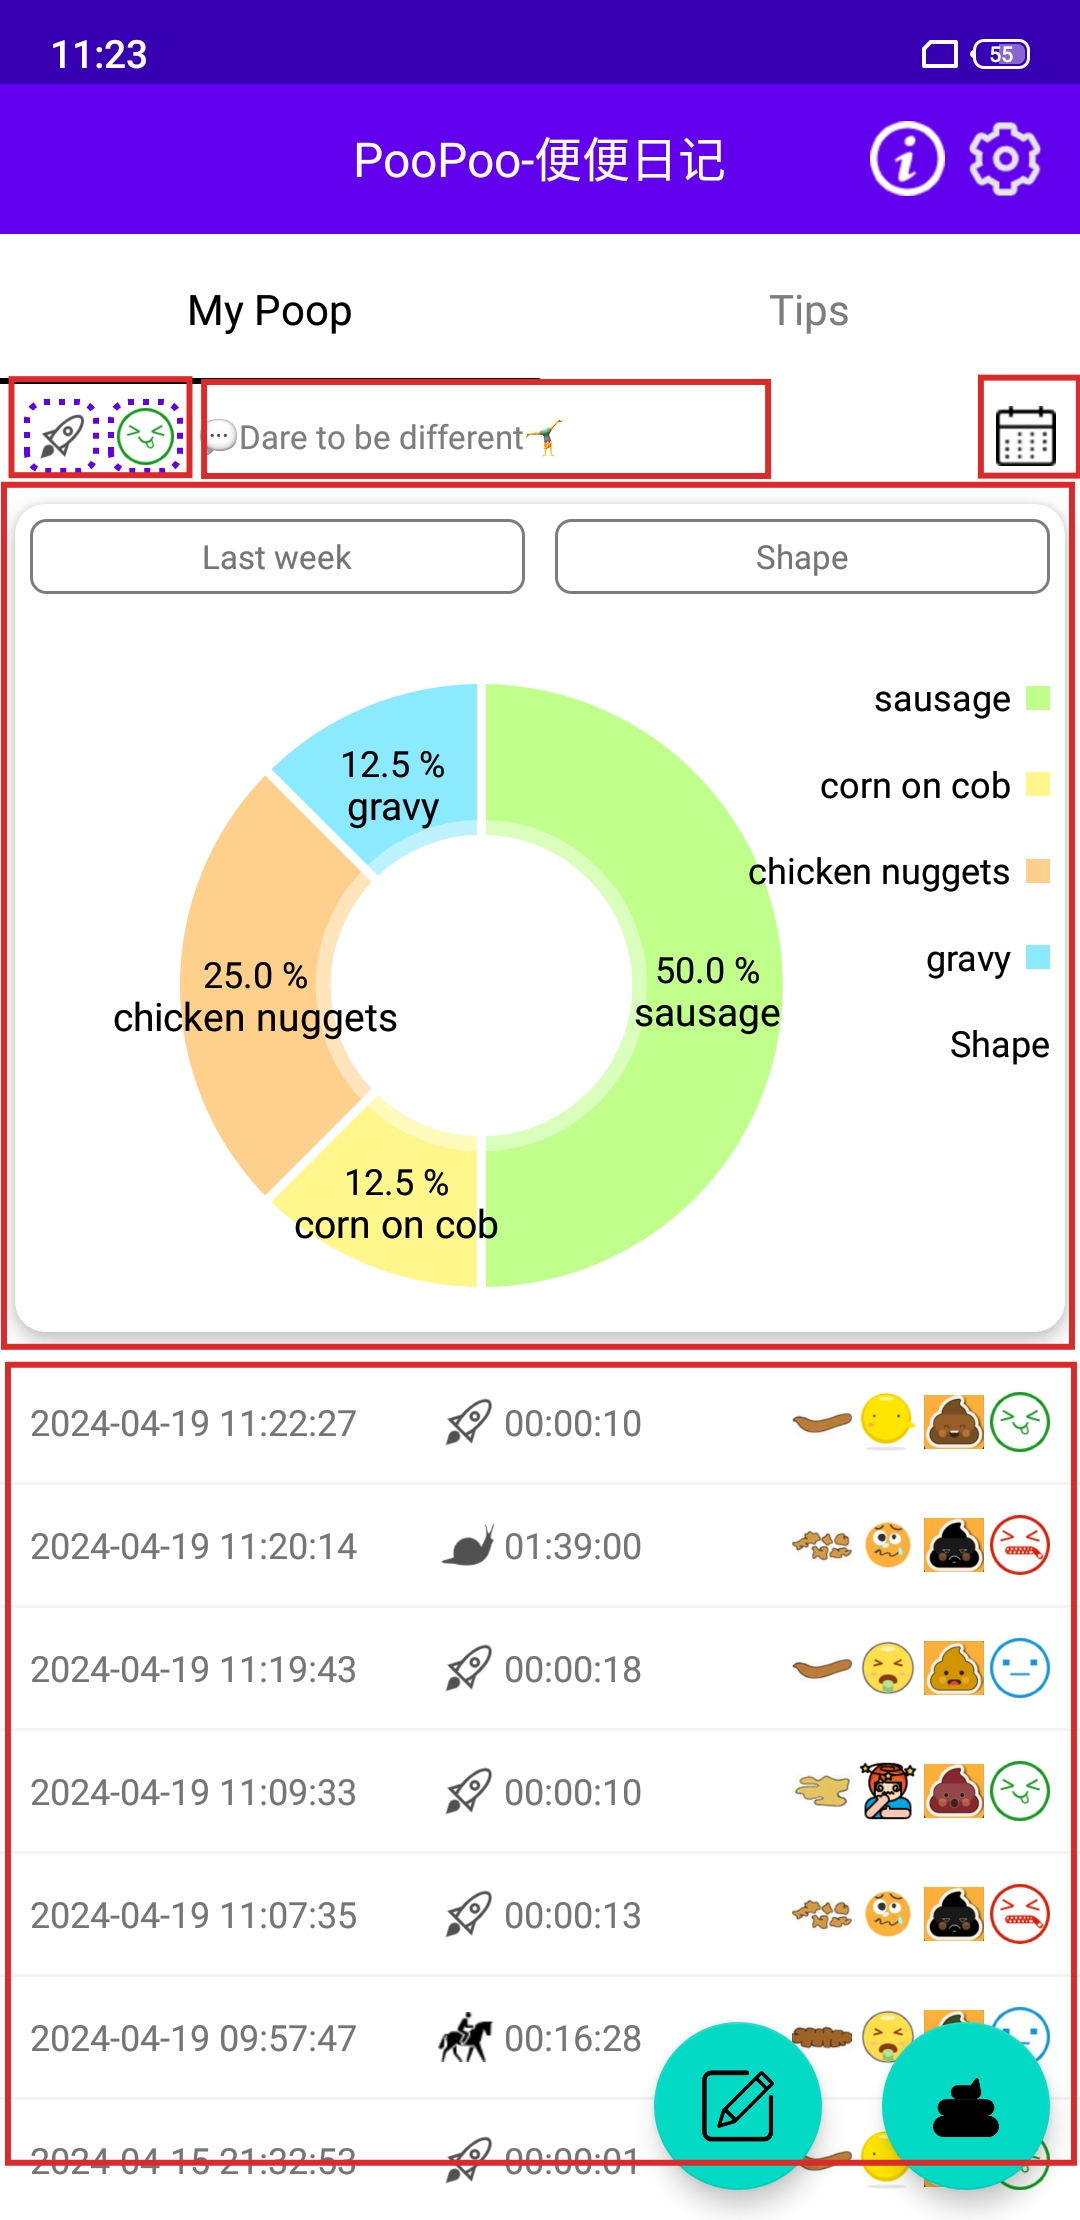 11:23
55
PooPoo-便便日记
My Poop
Tips
Dare to be different
Last week
Shape
sausage
corn on cob
chicken nuggets
gravy
Shape
12.5 %
gravy
25.0 %
chicken nuggets
50.0 %
sausage
12.5 %
corn on cob
2024-04-19 11:22:27 00:00:10
2024-04-19 11:20:14 01:39:00
2024-04-19 11:19:43 00:00:18
2024-04-19 11:09:33 00:00:10
2024-04-19 11:07:35 00:00:13
2024-04-19 09:57:47 00:16:28
2024-04-15 21:32:53 00:00:01